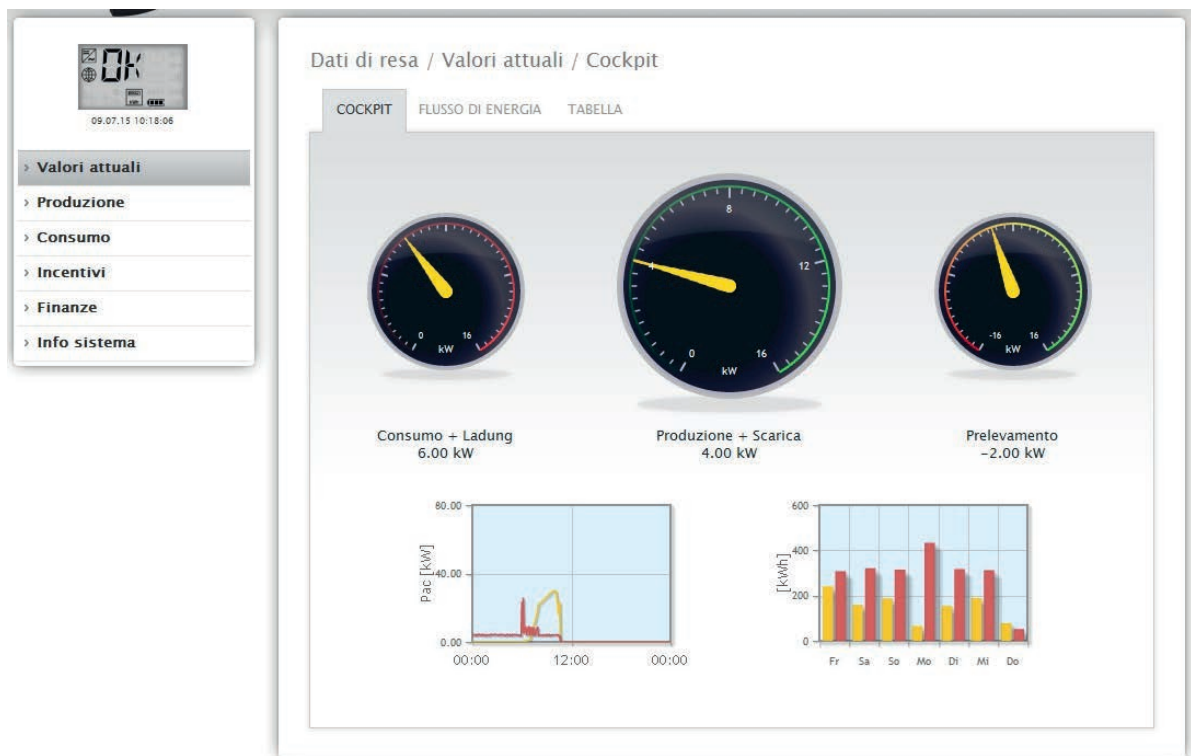 OK
09.07.15 10:18:06
› Valori attuali
› Produzione
› Consumo
› Incentivi
› Finanze
› Info sistema
Dati di resa / Valori attuali / Cockpit
COCKPIT FLUSSO DI ENERGIA TABELLA
0 16
kW
4 8 12
0 16
kW
-16 16
kW
Consumo + Ladung
6.00 kW
Produzione + Scarica
4.00 kW
Prelevamento
-2.00 kW
Pac [kW]
80.00
40.00
0.00
00:00 12:00 00:00
[kWh]
600
400
200
0
Fr Sa So Mo Di Mi Do